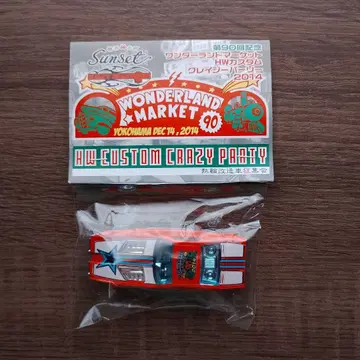 Sunset
第90回記念
ワンダーランドマーケット
HWカスタム
クレイジーパーティー
2014
WONDERLAND
MARKET
90
YOKOHAMA DEC 14, 2014
HW CUSTOM CRAZY PARTY